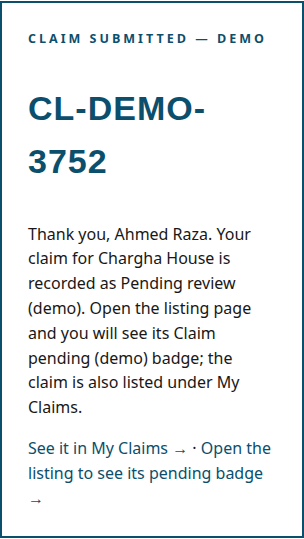 CLAIM SUBMITTED — DEMO
CL-DEMO-
3752
Thank you, Ahmed Raza. Your
claim for Chargha House is
recorded as Pending review
(demo). Open the listing page
and you will see its Claim
pending (demo) badge; the
claim is also listed under My
Claims.
See it in My Claims → · Open the
listing to see its pending badge
→